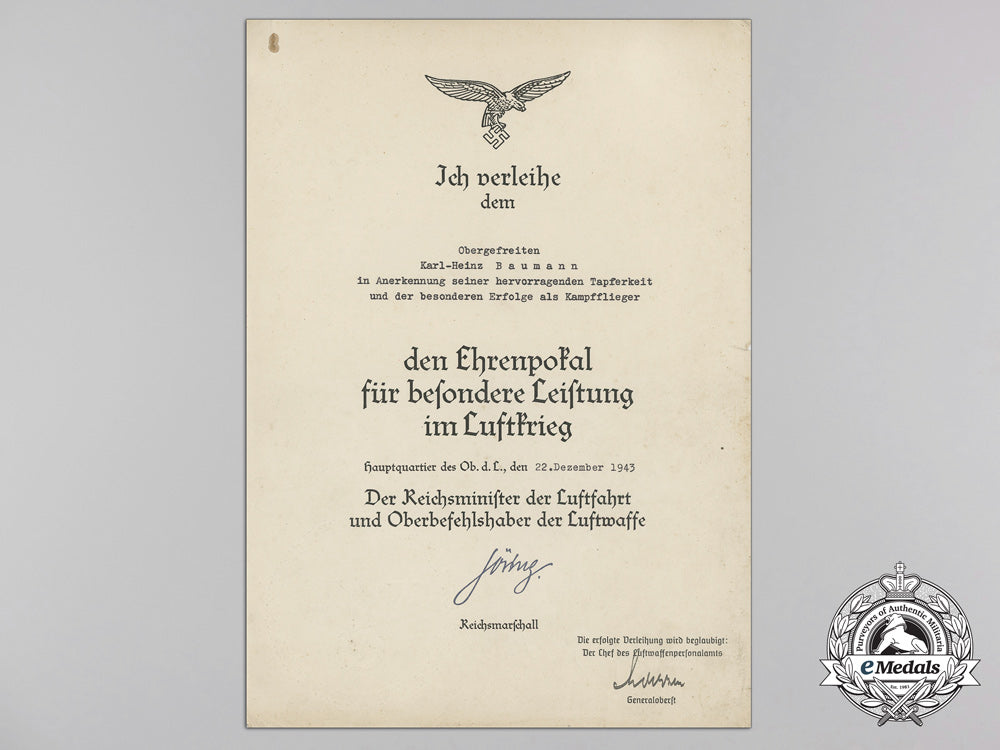 Ich verleihe
dem
Obergefreiten
Karl-Heinz B a u m a n n
in Anerkennung seiner hervorragenden Tapferkeit
und der besonderen Erfolge als Kampfflieger
den Ehrenpokal
für beſondere Leiſtung
im Luftkrieg
Hauptquartier des Ob. d. L., den 22.Dezember 1943
Der Reichsminiſter der Luftfahrt
und Oberbefehlshaber der Luftwaffe
Göring.
Reichsmarſchall
Die erfolgte Verleihung wird beglaubigt:
Der Chef des Luftwaffenperſonalamts
Generaloberſt
Purveyors of Authentic Militaria
eMedals